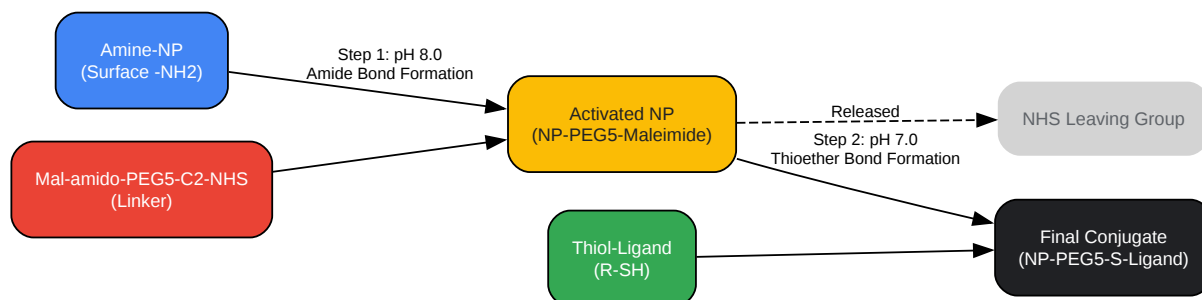 Amine-NP
(Surface -NH2)
Step 1: pH 8.0
Amide Bond Formation
Mal-amido-PEG5-C2-NHS
(Linker)
Activated NP
(NP-PEG5-Maleimide)
Released
NHS Leaving Group
Step 2: pH 7.0
Thioether Bond Formation
Thiol-Ligand
(R-SH)
Final Conjugate
(NP-PEG5-S-Ligand)